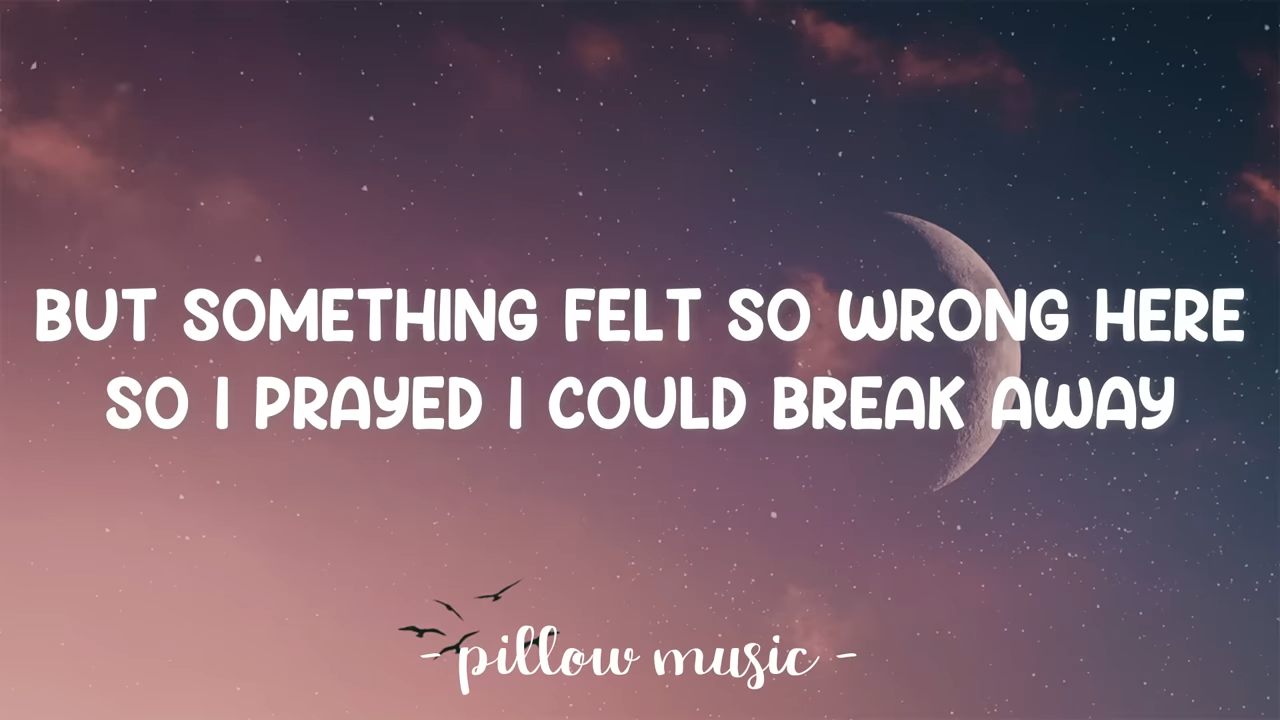 BUT SOMETHING FELT SO WRONG HERE
SO I PRAYED I COULD BREAK AWAY
- pillow music -